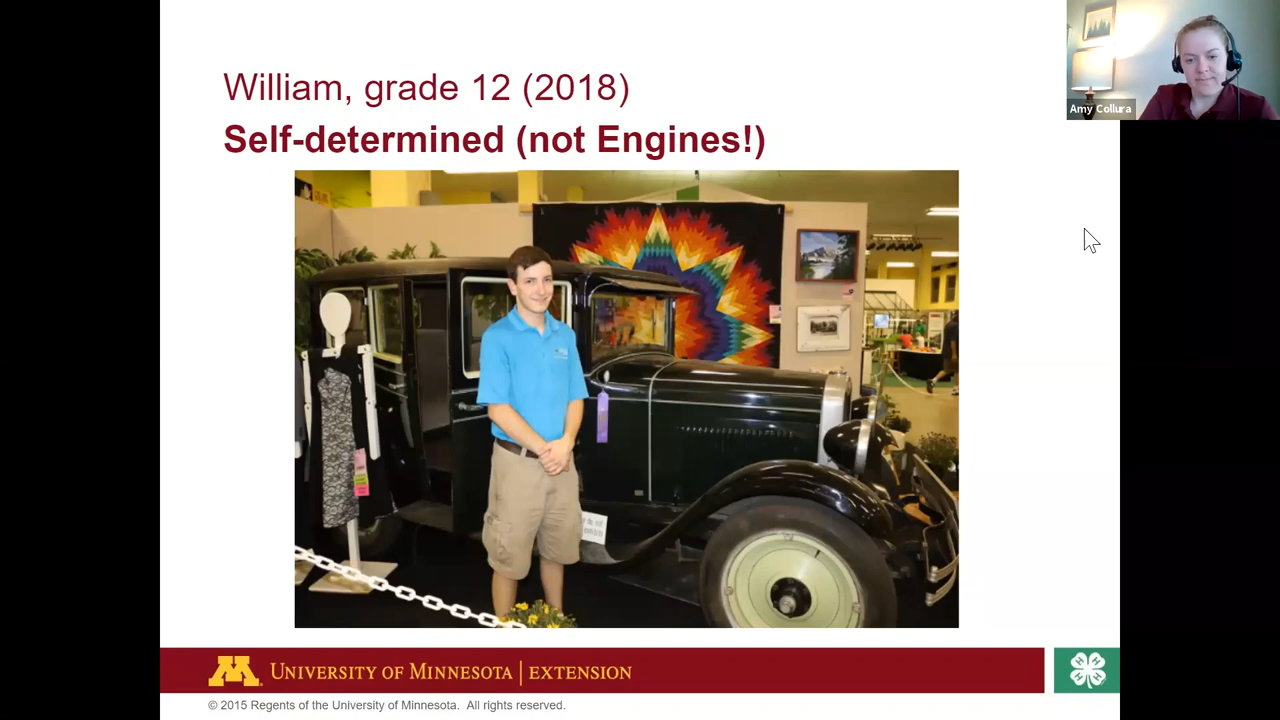 William, grade 12 (2018)
Self-determined (not Engines!)
Amy Collura
UNIVERSITY OF MINNESOTA | EXTENSION
© 2015 Regents of the University of Minnesota. All rights reserved.